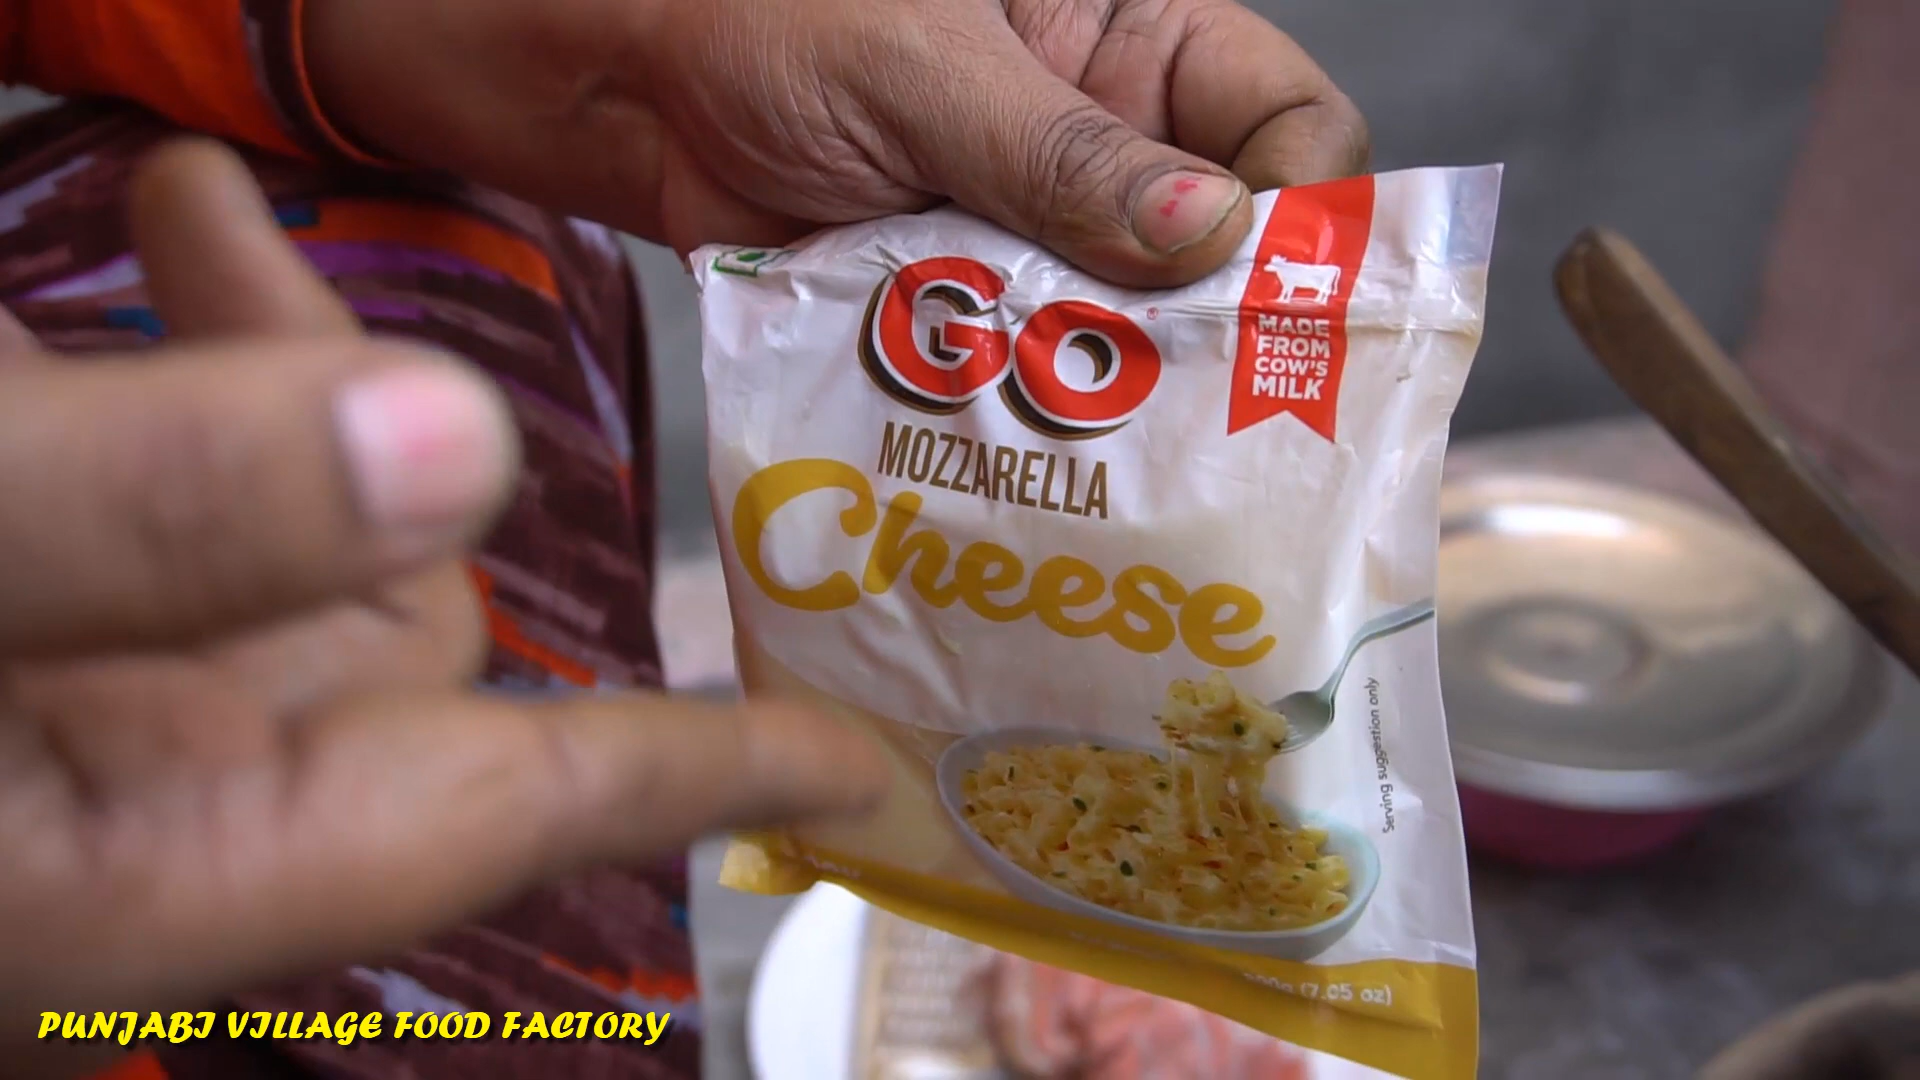 GO®
MADE
FROM
COW'S
MILK
MOZZARELLA
Cheese
Serving suggestion only
(7.05 oz)
PUNJABI VILLAGE FOOD FACTORY